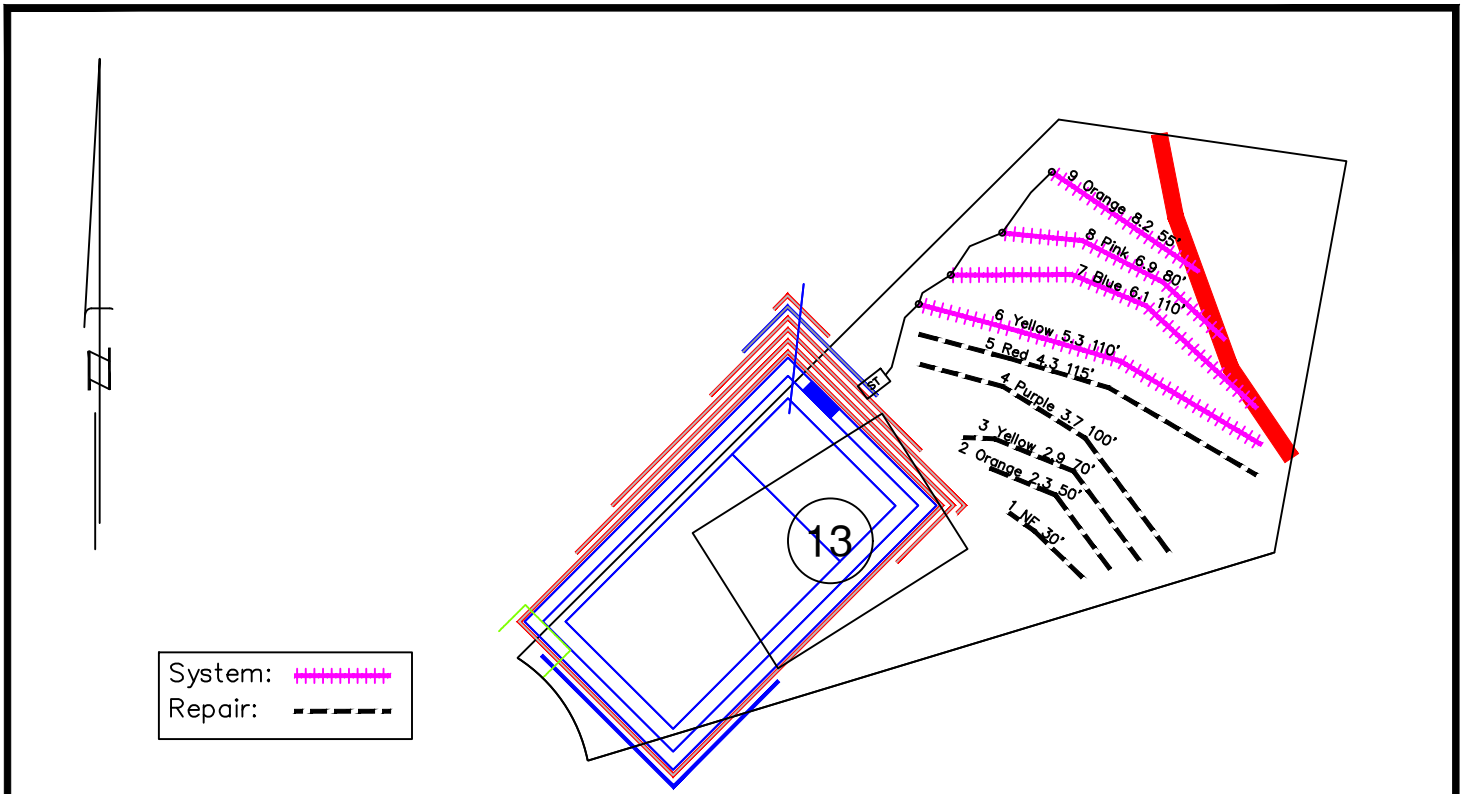 9 Orange 8.2 55'
8 Pink 6.9 80'
7 Blue 6.1 110'
6 Yellow 5.3 110'
5 Red 4.3 115'
4 Purple 3.7 100'
3 Yellow 2.9 70'
2 Orange 2.3 50'
1 NF 30'
ST
13
N
System:
Repair: